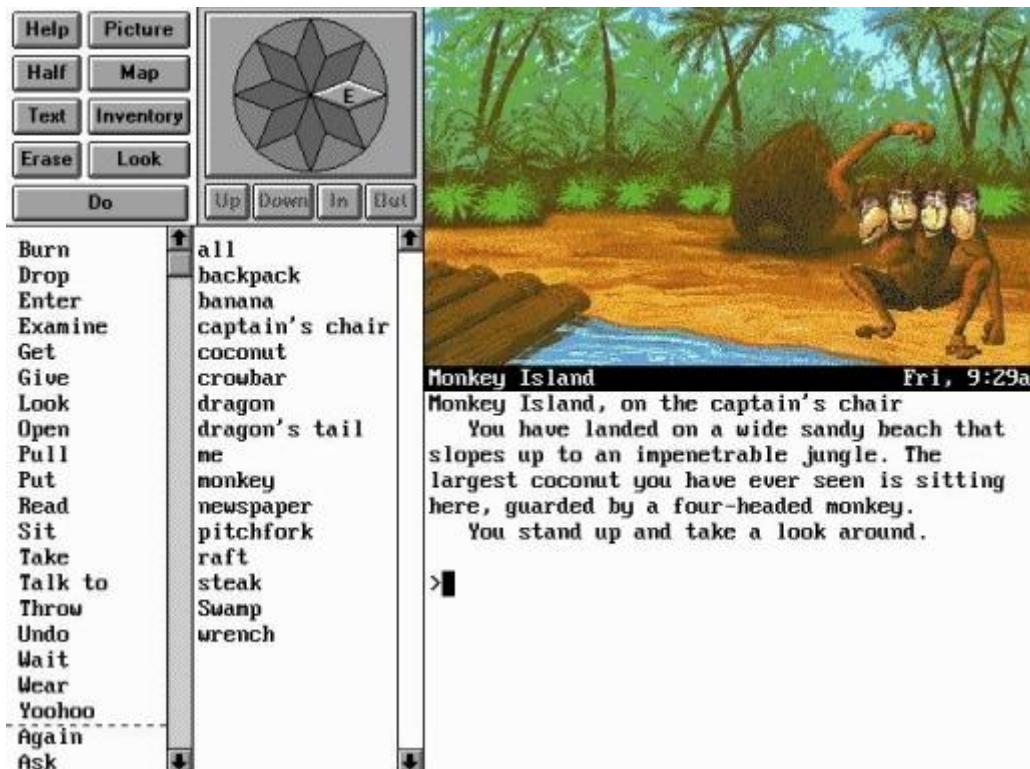 Help Picture
Half Map
Text Inventory
Erase Look
Do
E
Up Down In Out
Burn
Drop
Enter
Examine
Get
Give
Look
Open
Pull
Put
Read
Sit
Take
Talk to
Throw
Undo
Wait
Wear
Yoohoo
Again
Ask
all
backpack
banana
captain's chair
coconut
crowbar
dragon
dragon's tail
me
monkey
newspaper
pitchfork
raft
steak
Swamp
wrench
Monkey Island Fri, 9:29a
Monkey Island, on the captain's chair
You have landed on a wide sandy beach that
slopes up to an impenetrable jungle. The
largest coconut you have ever seen is sitting
here, guarded by a four-headed monkey.
You stand up and take a look around.
>